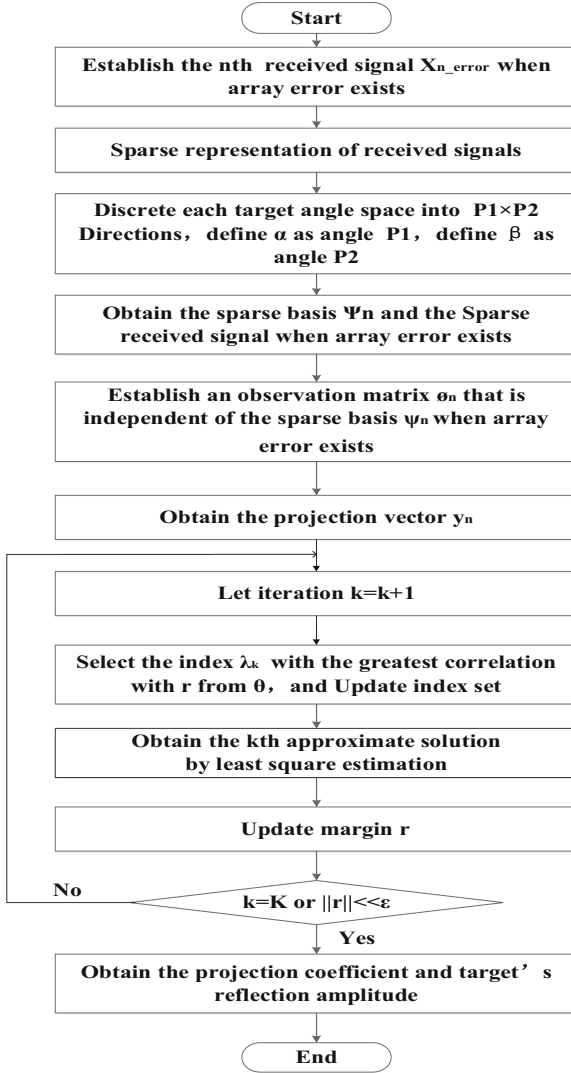 Start
Establish the nth received signal Xn_error when
array error exists
Sparse representation of received signals
Discrete each target angle space into P1×P2
Directions, define α as angle P1, define β as
angle P2
Obtain the sparse basis Ψn and the Sparse
received signal when array error exists
Establish an observation matrix øn that is
independent of the sparse basis ψn when array
error exists
Obtain the projection vector yn
Let iteration k=k+1
Select the index λk with the greatest correlation
with r from θ, and Update index set
Obtain the kth approximate solution
by least square estimation
Update margin r
No
k=K or ||r||<<ε
Yes
Obtain the projection coefficient and target's
reflection amplitude
End